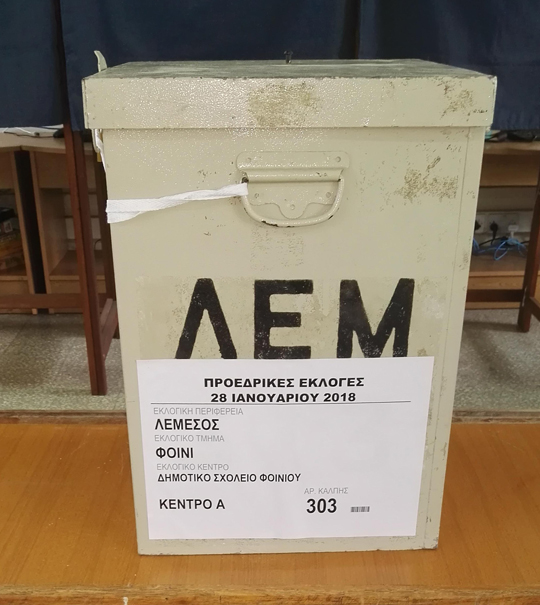 ΛΕΜ
ΠΡΟΕΔΡΙΚΕΣ ΕΚΛΟΓΕΣ
28 ΙΑΝΟΥΑΡΙΟΥ 2018
ΕΚΛΟΓΙΚΗ ΠΕΡΙΦΕΡΕΙΑ
ΛΕΜΕΣΟΣ
ΕΚΛΟΓΙΚΟ ΤΜΗΜΑ
ΦΟΙΝΙ
ΕΚΛΟΓΙΚΟ ΚΕΝΤΡΟ
ΔΗΜΟΤΙΚΟ ΣΧΟΛΕΙΟ ΦΟΙΝΙΟΥ
ΑΡ. ΚΑΛΠΗΣ
ΚΕΝΤΡΟ Α 303